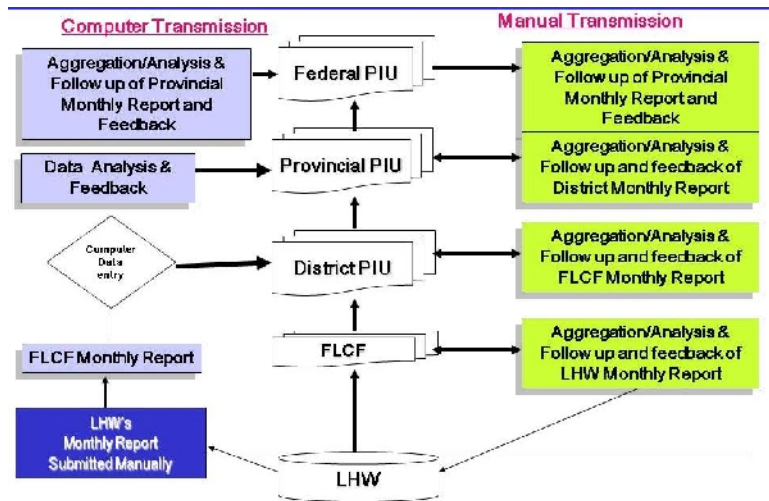 Computer Transmission
Manual Transmission
Aggregation/Analysis &
Follow up of Provincial
Monthly Report and
Feedback
Federal PIU
Aggregation/Analysis &
Follow up of Provincial
Monthly Report and
Feedback
Data Analysis &
Feedback
Provincial PIU
Aggregation/Analysis &
Follow up and feedback of
District Monthly Report
Computer
Data
entry
District PIU
Aggregation/Analysis &
Follow up and feedback of
FLCF Monthly Report
FLCF Monthly Report
FLCF
Aggregation/Analysis &
Follow up and feedback of
LHW Monthly Report
LHW's
Monthly Report
Submitted Manually
LHW